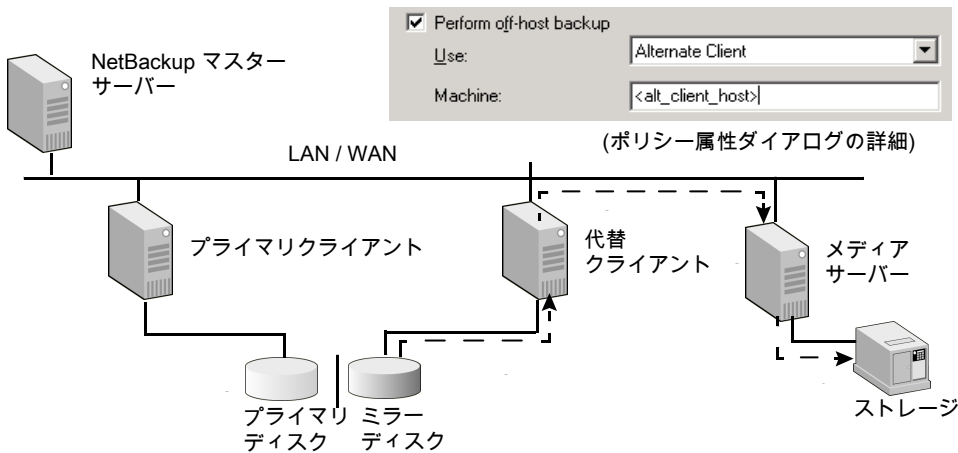 Perform off-host backup
Use:
Alternate Client
Machine:
<alt_client_host>
(ポリシー属性ダイアログの詳細)
NetBackup マスター
サーバー
LAN / WAN
プライマリクライアント
代替
クライアント
メディア
サーバー
プライマリ
ディスク
ミラー
ディスク
ストレージ